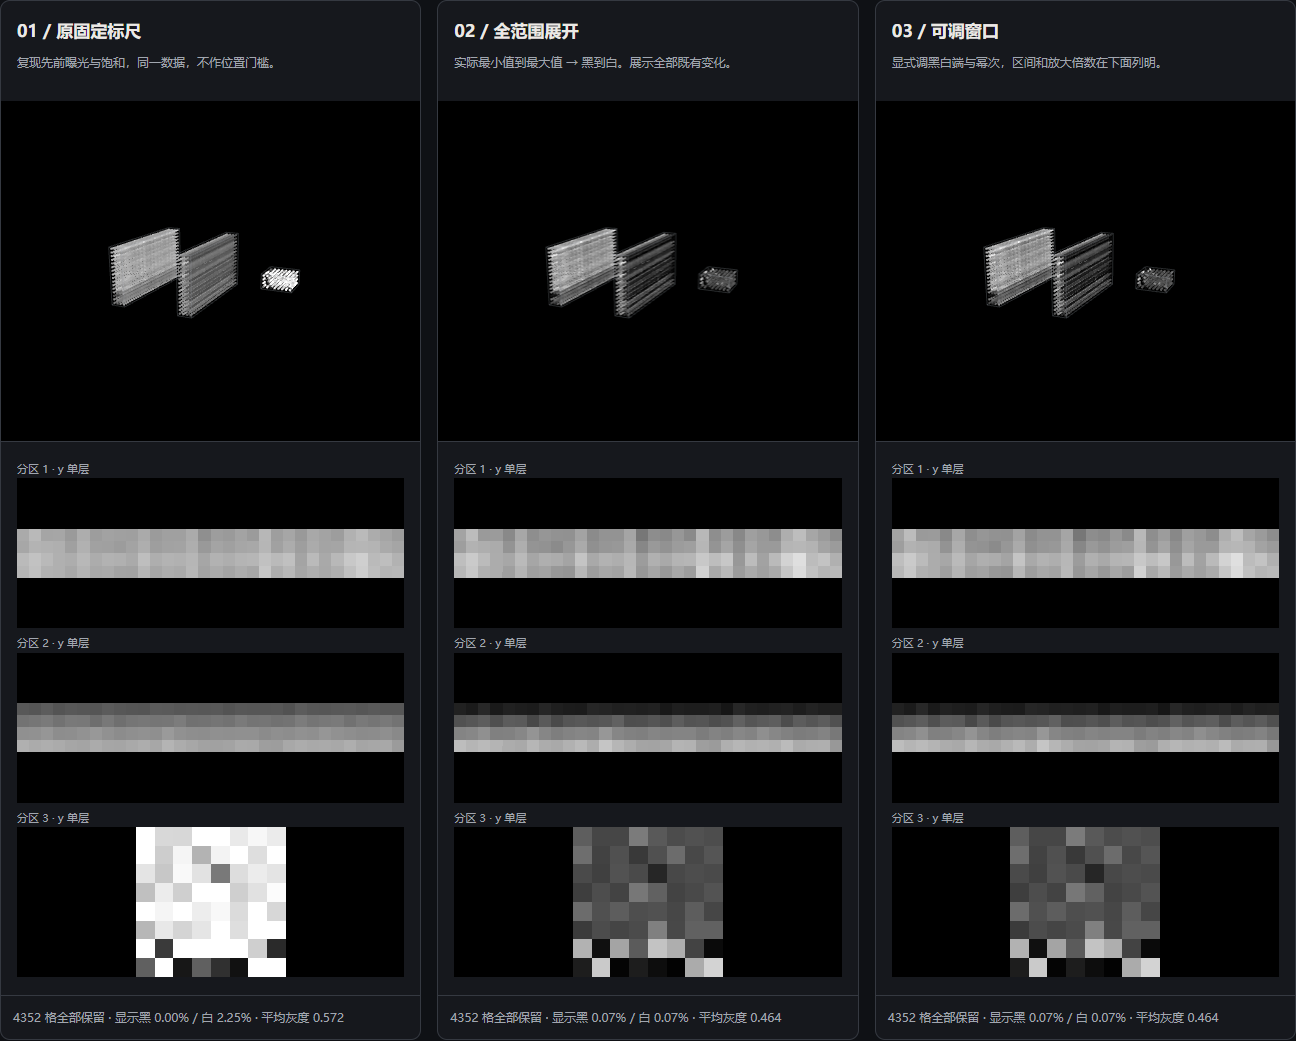 01 / 原固定标尺
复现先前曝光与饱和，同一数据，不作位置门槛。
分区 1 · y 单层
分区 2 · y 单层
分区 3 · y 单层
4352 格全部保留 · 显示黑 0.00% / 白 2.25% · 平均灰度 0.572
02 / 全范围展开
实际最小值到最大值 → 黑到白。展示全部既有变化。
分区 1 · y 单层
分区 2 · y 单层
分区 3 · y 单层
4352 格全部保留 · 显示黑 0.07% / 白 0.07% · 平均灰度 0.464
03 / 可调窗口
显式调黑白端与幂次，区间和放大倍数在下面列明。
分区 1 · y 单层
分区 2 · y 单层
分区 3 · y 单层
4352 格全部保留 · 显示黑 0.07% / 白 0.07% · 平均灰度 0.464